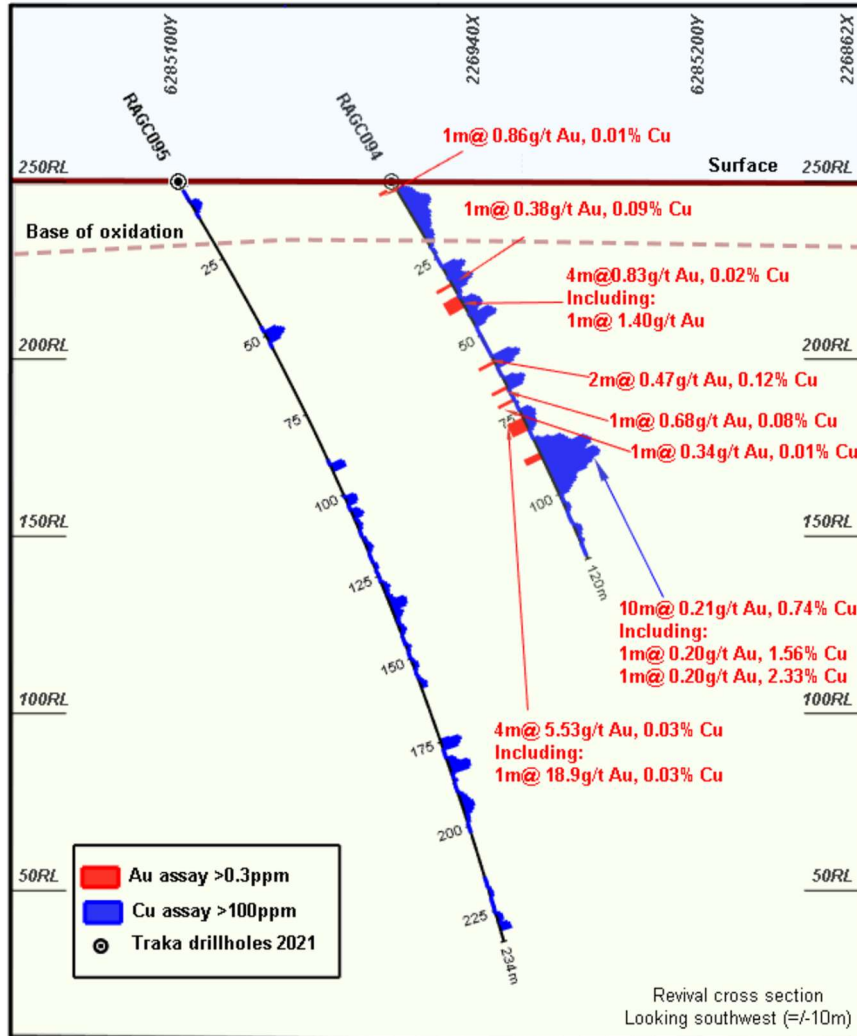 6285100Y
226940X
6285200Y
226862X
RAGC095
RAGC094
1m@ 0.86g/t Au, 0.01% Cu
250RL
Surface
250RL
1m@ 0.38g/t Au, 0.09% Cu
Base of oxidation
25
25
4m@0.83g/t Au, 0.02% Cu
Including:
1m@ 1.40g/t Au
50
50
200RL
200RL
2m@ 0.47g/t Au, 0.12% Cu
75
75
1m@ 0.68g/t Au, 0.08% Cu
1m@ 0.34g/t Au, 0.01% Cu
100
100
150RL
150RL
125
120m
10m@ 0.21g/t Au, 0.74% Cu
Including:
1m@ 0.20g/t Au, 1.56% Cu
1m@ 0.20g/t Au, 2.33% Cu
150
100RL
100RL
175
4m@ 5.53g/t Au, 0.03% Cu
Including:
1m@ 18.9g/t Au, 0.03% Cu
200
50RL
50RL
225
234m
Au assay >0.3ppm
Cu assay >100ppm
Traka drillholes 2021
Revival cross section
Looking southwest (=/-10m)